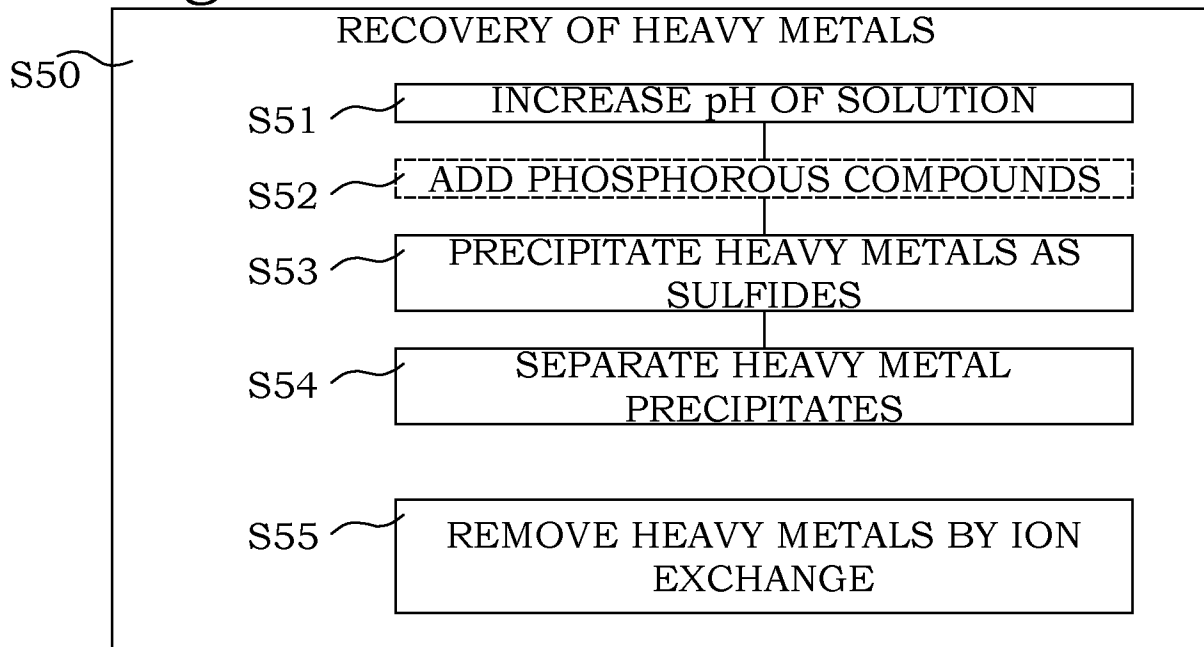 RECOVERY OF HEAVY METALS
S50
S51
INCREASE pH OF SOLUTION
S52
ADD PHOSPHOROUS COMPOUNDS
S53
PRECIPITATE HEAVY METALS AS
SULFIDES
S54
SEPARATE HEAVY METAL
PRECIPITATES
S55
REMOVE HEAVY METALS BY ION
EXCHANGE